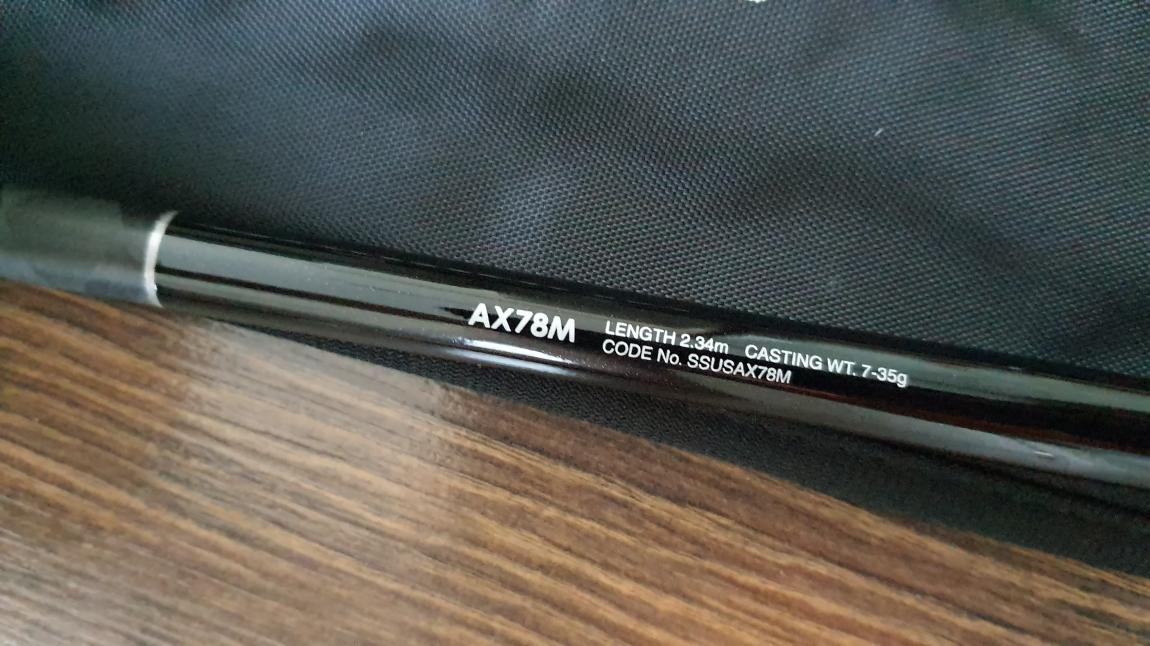 AX78M
LENGTH 2.34m CASTING WT. 7-35g
CODE No. SSUSAX78M